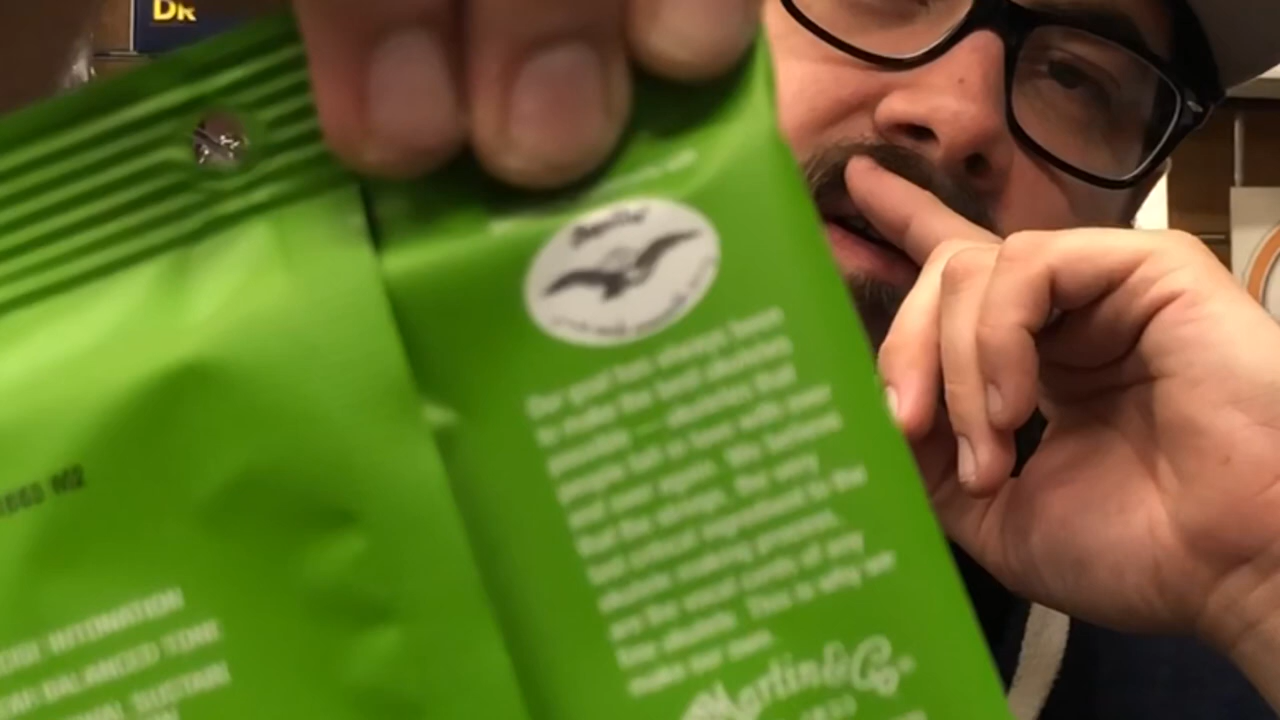 DR
Aquila
Our goal has always been
to make the best ukuleles
possible — ukuleles that
people fall in love with over
and over again. We believe
that the strings, the very
last critical ingredient to the
ukulele making process,
are the vocal cords of any
fine ukulele. This is why we
make our own.
Martin & Co.
INTONATION
BALANCED TONE
SUSTAIN